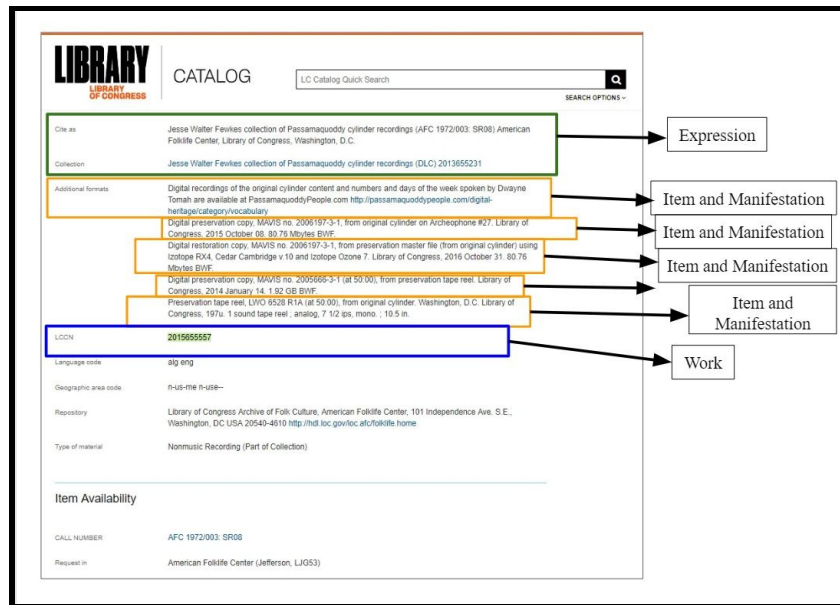 LIBRARY
LIBRARY
OF CONGRESS
CATALOG
LC Catalog Quick Search
SEARCH OPTIONS
Cite as
Jesse Walter Fewkes collection of Passamaquoddy cylinder recordings (AFC 1972/003: SR08) American
Folklife Center, Library of Congress, Washington, D.C.
Collection
Jesse Walter Fewkes collection of Passamaquoddy cylinder recordings (DLC) 2013655231
Expression
Additional formats
Digital recordings of the original cylinder content and numbers and days of the week spoken by Dwayne
Tomah are available at PassamaquoddyPeople.com http://passamaquoddypeople.com/digital-
heritage/category/vocabulary
Item and Manifestation
Digital preservation copy, MAVIS no. 2006197-3-1, from original cylinder on Archeophone #27. Library of
Congress, 2015 October 08. 80.76 Mbytes BWF.
Item and Manifestation
Digital restoration copy, MAVIS no. 2006197-3-1, from preservation master file (from original cylinder) using
Izotope RX4, Cedar Cambridge v.10 and Izotope Ozone 7. Library of Congress, 2016 October 31. 80.76
Mbytes BWF.
Item and Manifestation
Digital preservation copy, MAVIS no. 2005666-3-1 (at 50:00), from preservation tape reel. Library of
Congress, 2014 January 14. 1.92 GB BWF.
Preservation tape reel, LWO 6528 R1A (at 50:00), from original cylinder. Washington, D.C. Library of
Congress, 197u. 1 sound tape reel ; analog, 7 1/2 ips, mono. ; 10.5 in.
Item and
Manifestation
LCCN
2015655557
Work
Language code
alg eng
Geographic area code
n-us-me n-use--
Repository
Library of Congress Archive of Folk Culture, American Folklife Center, 101 Independence Ave. S.E.,
Washington, DC USA 20540-4610 http://hdl.loc.gov/loc.afc/folklife.home
Type of material
Nonmusic Recording (Part of Collection)
Item Availability
CALL NUMBER
AFC 1972/003: SR08
Request in
American Folklife Center (Jefferson, LJG53)